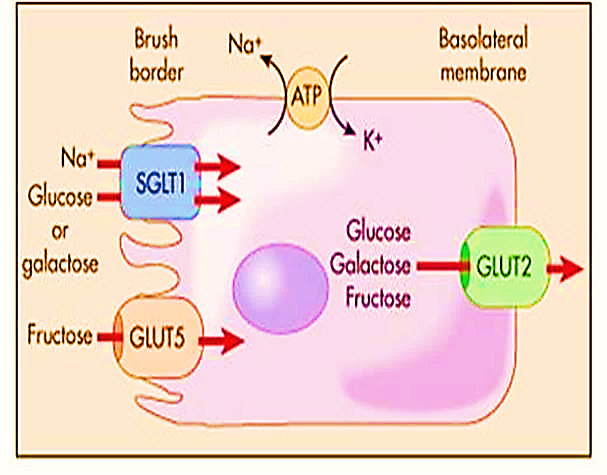 Brush
border
Na⁺
ATP
K⁺
Basolateral
membrane
Na⁺
Glucose
or
galactose
SGLT1
Fructose
GLUT5
Glucose
Galactose
Fructose
GLUT2